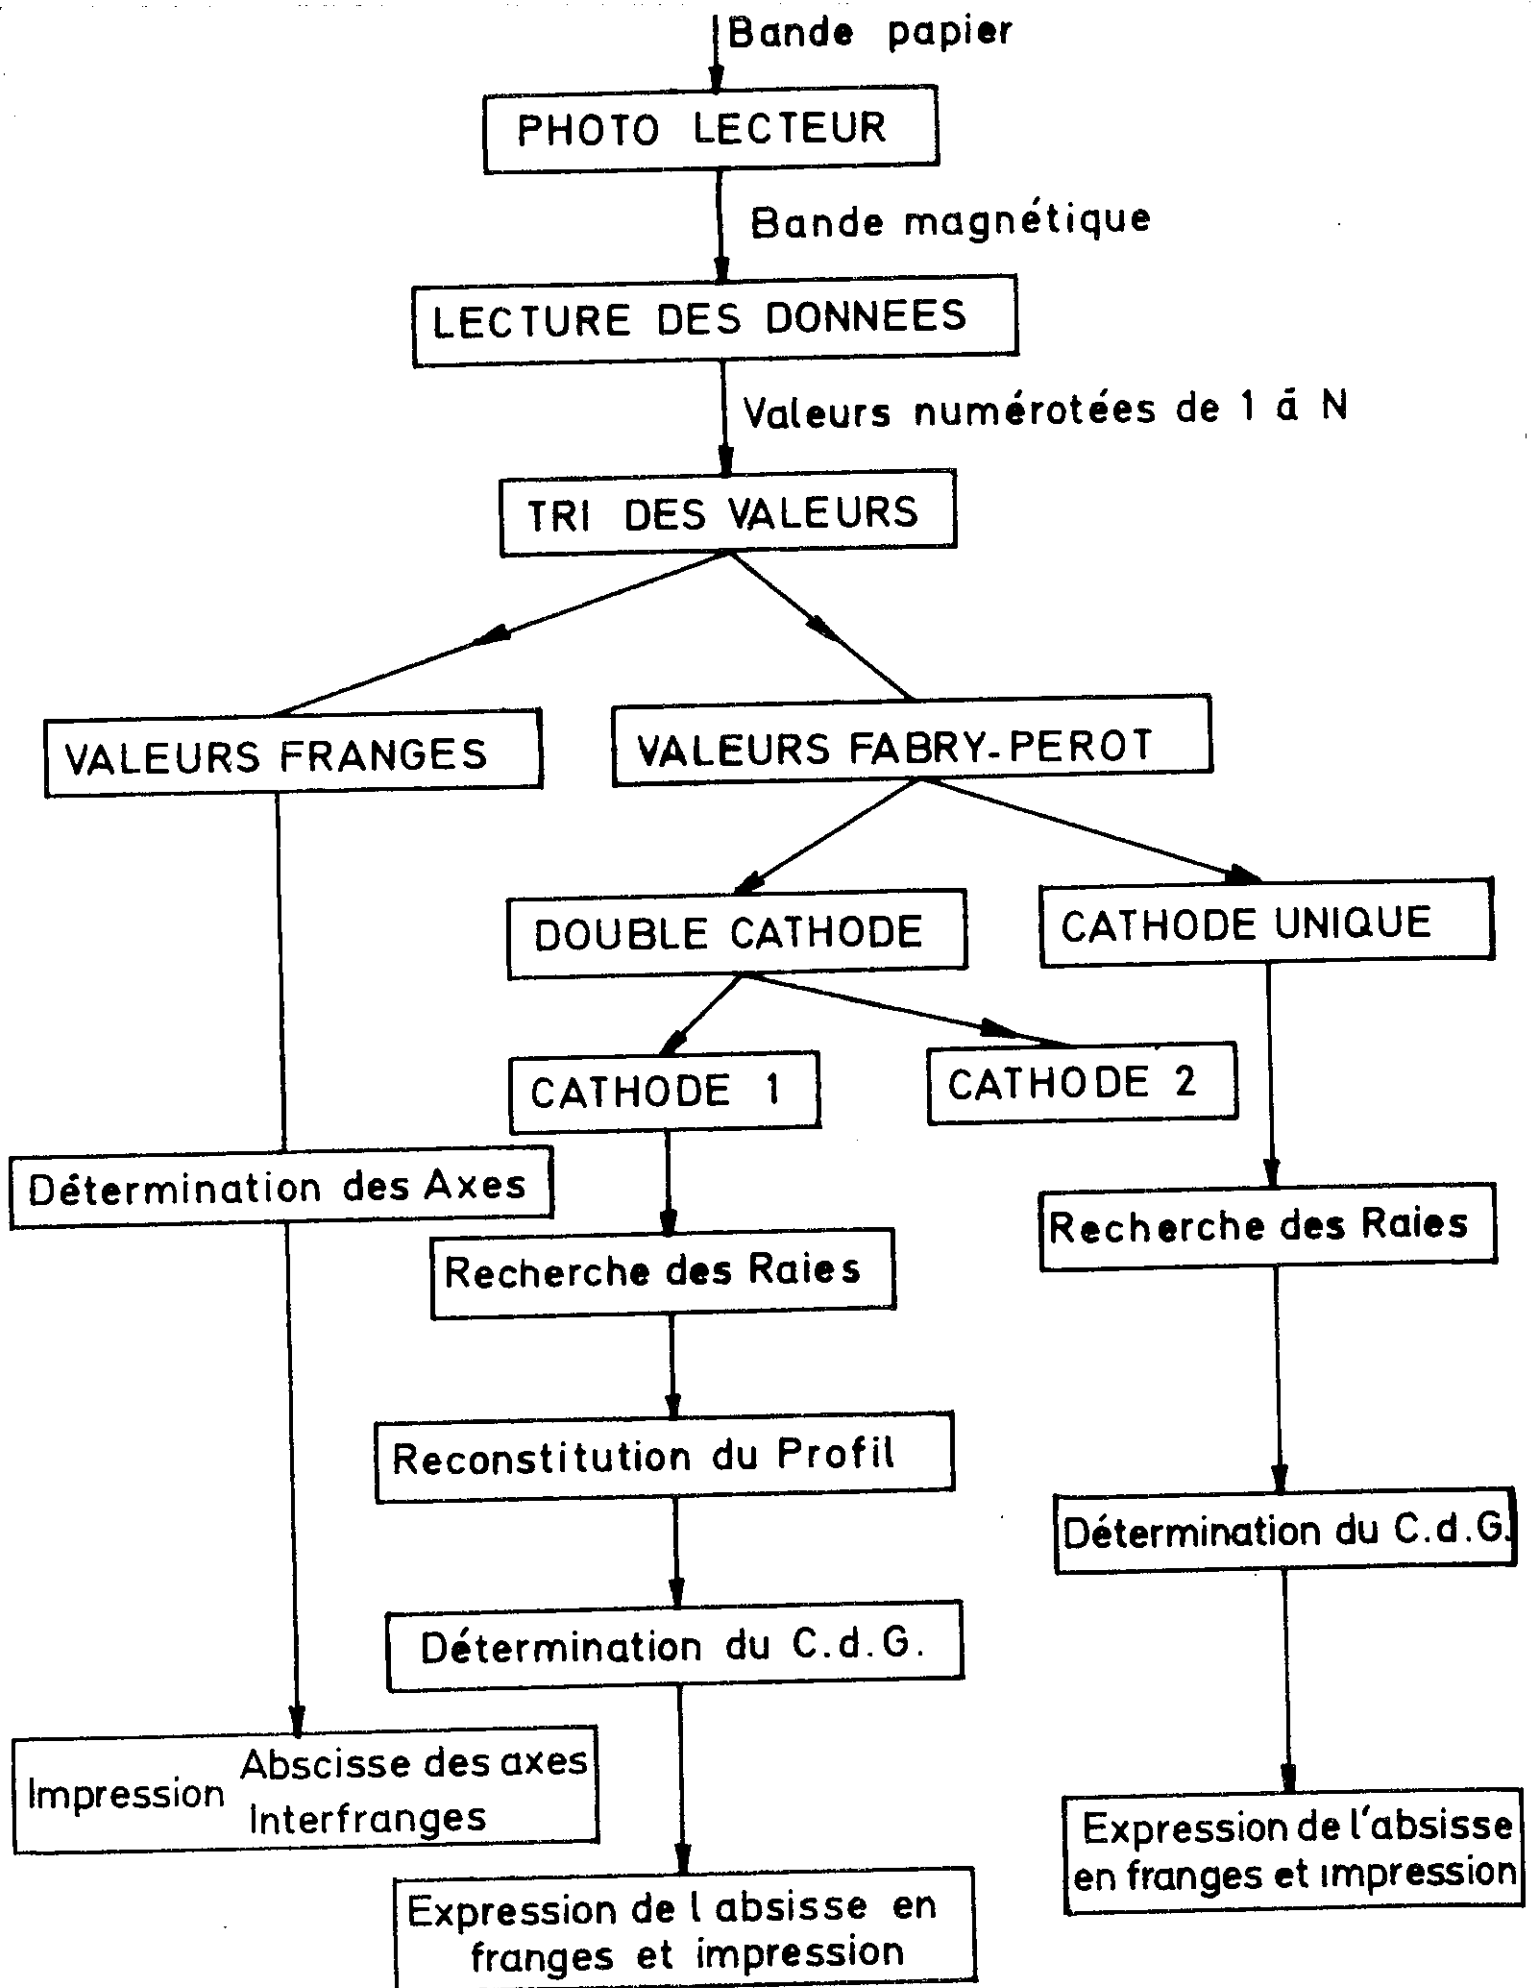 Bande papier
PHOTO LECTEUR
Bande magnétique
LECTURE DES DONNEES
Valeurs numérotées de 1 à N
TRI DES VALEURS
VALEURS FRANGES
VALEURS FABRY-PEROT
DOUBLE CATHODE
CATHODE UNIQUE
CATHODE 1
CATHODE 2
Détermination des Axes
Recherche des Raies
Recherche des Raies
Reconstitution du Profil
Détermination du C.d.G.
Détermination du C.d.G.
Impression
Abscisse des axes
Interfranges
Expression de l'absisse
en franges et impression
Expression de l absisse en
franges et impression